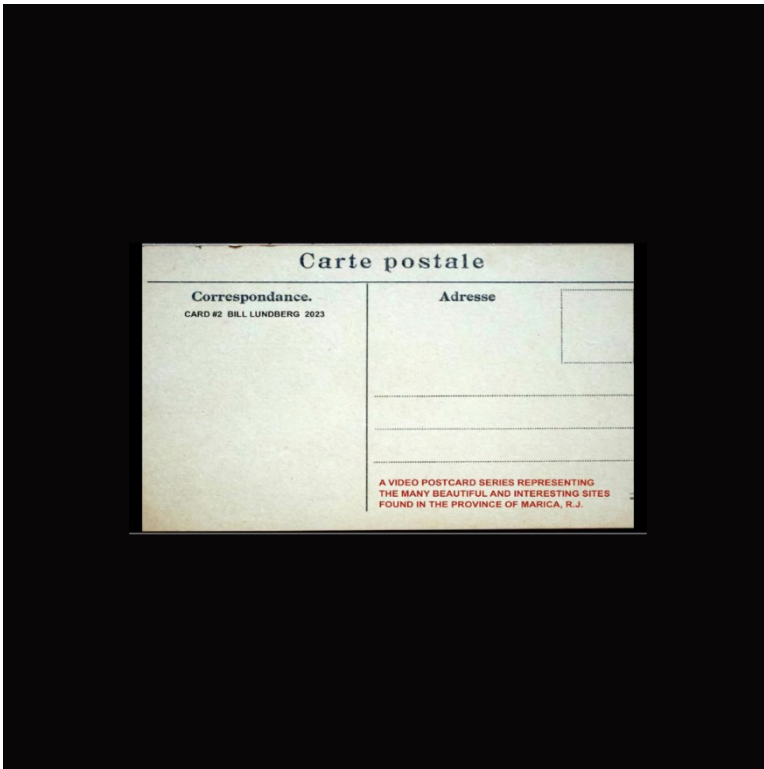 Carte postale
Correspondance.
CARD #2 BILL LUNDBERG 2023
Adresse
A VIDEO POSTCARD SERIES REPRESENTING
THE MANY BEAUTIFUL AND INTERESTING SITES
FOUND IN THE PROVINCE OF MARICA, R.J.